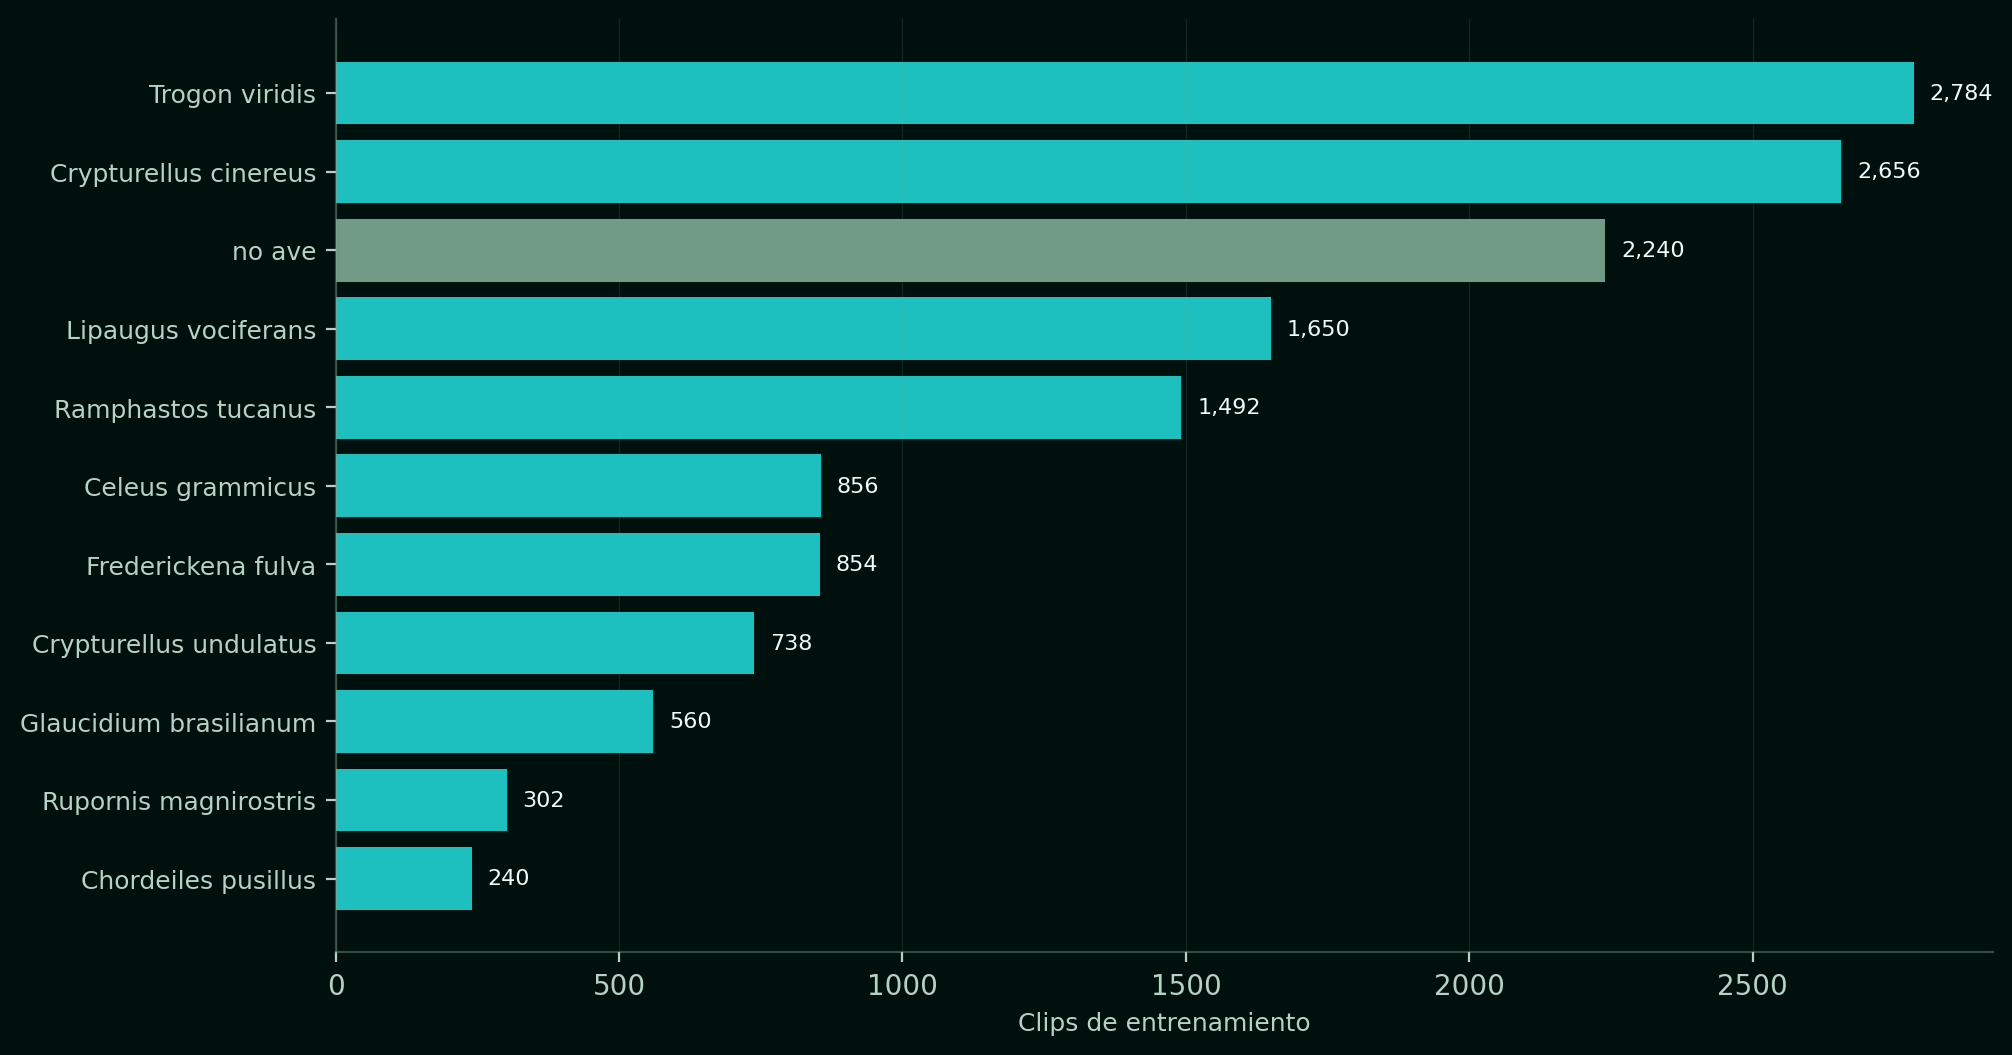 Trogon viridis 2,784
Crypturellus cinereus 2,656
no ave 2,240
Lipaugus vociferans 1,650
Ramphastos tucanus 1,492
Celeus grammicus 856
Frederickena fulva 854
Crypturellus undulatus 738
Glaucidium brasilianum 560
Rupornis magnirostris 302
Chordeiles pusillus 240
0 500 1000 1500 2000 2500
Clips de entrenamiento